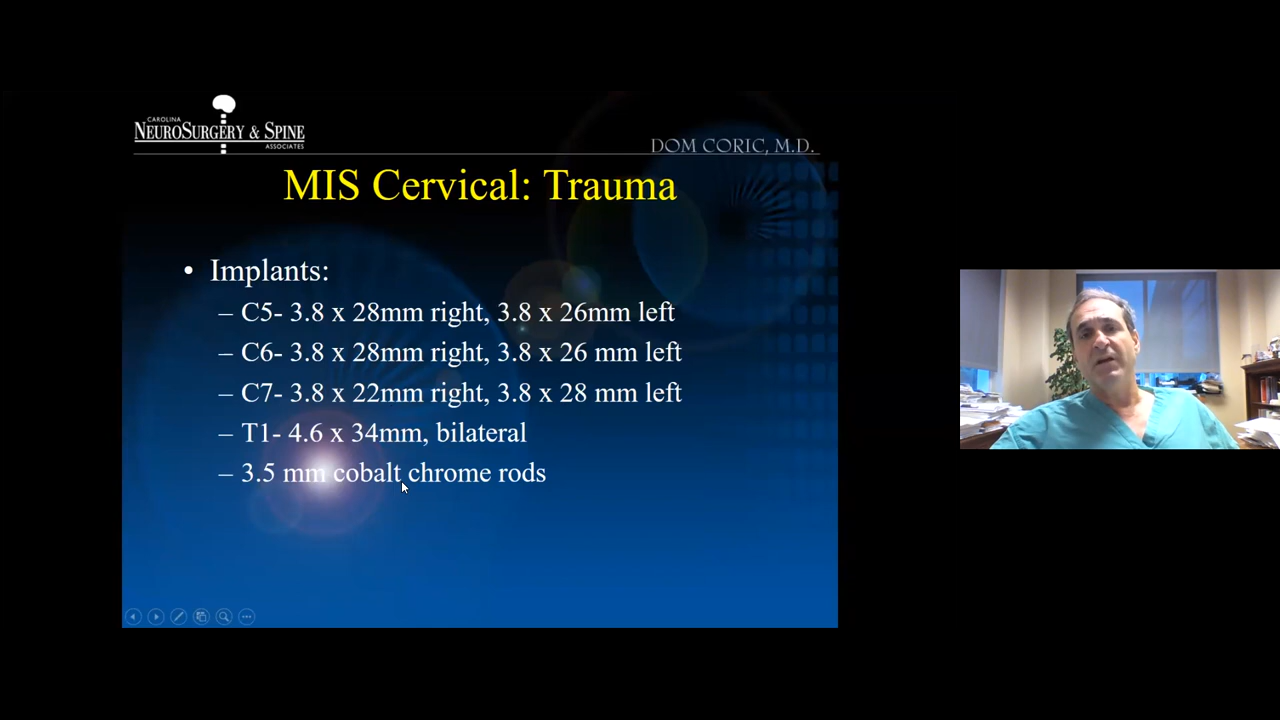 CAROLINA
NEUROSURGERY & SPINE
ASSOCIATES
DOM CORIC, M.D.
MIS Cervical: Trauma
• Implants:
– C5- 3.8 x 28mm right, 3.8 x 26mm left
– C6- 3.8 x 28mm right, 3.8 x 26 mm left
– C7- 3.8 x 22mm right, 3.8 x 28 mm left
– T1- 4.6 x 34mm, bilateral
– 3.5 mm cobalt chrome rods